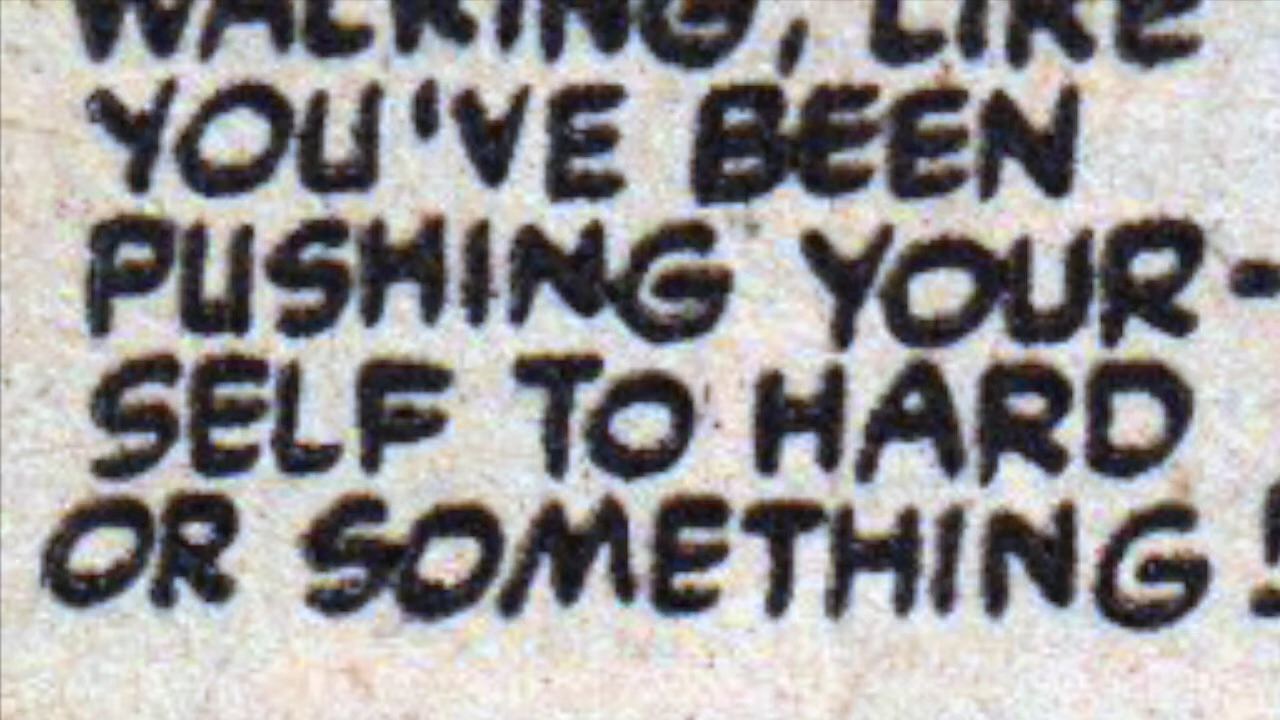 WALKING, LIKE
YOU'VE BEEN
PUSHING YOUR-
SELF TO HARD
OR SOMETHING!